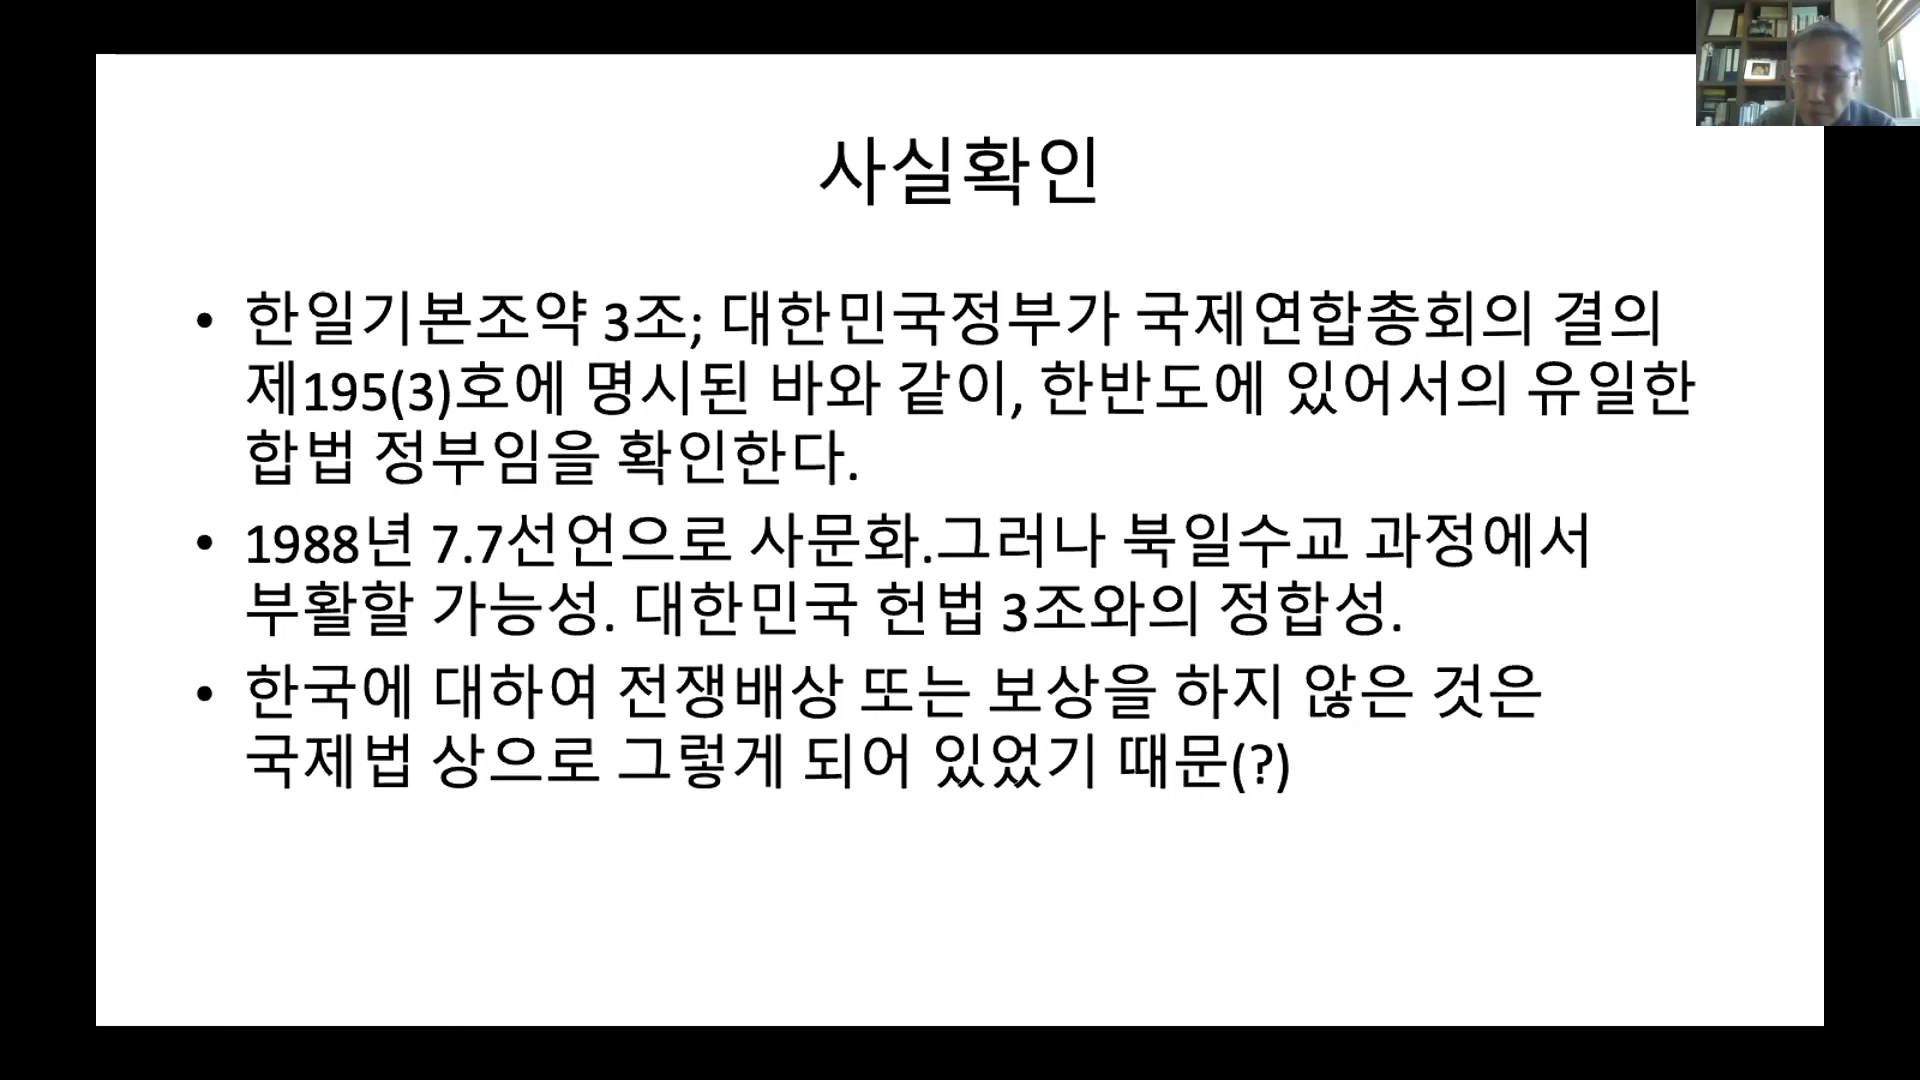 사실확인
• 한일기본조약 3조; 대한민국정부가 국제연합총회의 결의
제195(3)호에 명시된 바와 같이, 한반도에 있어서의 유일한
합법 정부임을 확인한다.
• 1988년 7.7선언으로 사문화.그러나 북일수교 과정에서
부활할 가능성. 대한민국 헌법 3조와의 정합성.
• 한국에 대하여 전쟁배상 또는 보상을 하지 않은 것은
국제법 상으로 그렇게 되어 있었기 때문(?)